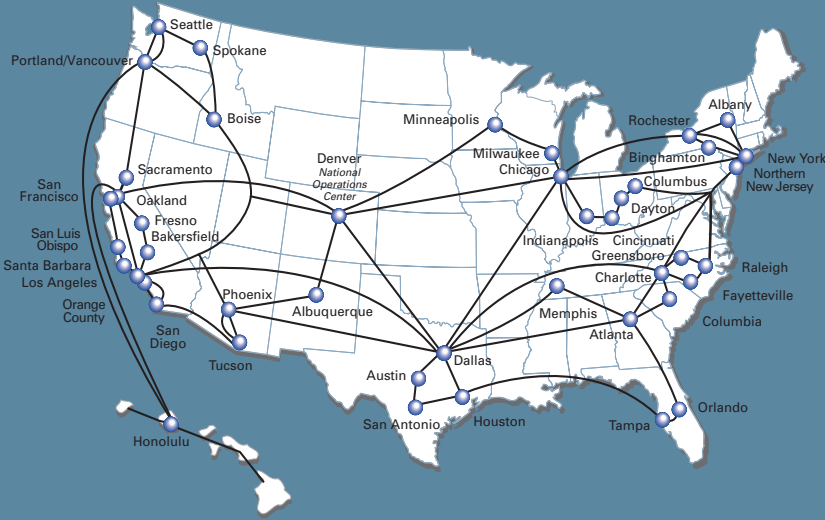 Seattle
Spokane
Portland/Vancouver
Boise
Minneapolis
Milwaukee
Chicago
Rochester
Albany
Binghamton
New York
Northern
New Jersey
Denver
National
Operations
Center
Sacramento
San
Francisco
Oakland
Fresno
Bakersfield
San Luis
Obispo
Santa Barbara
Los Angeles
Orange
County
San
Diego
Phoenix
Tucson
Albuquerque
Columbus
Dayton
Indianapolis
Cincinnati
Greensboro
Charlotte
Raleigh
Fayetteville
Columbia
Memphis
Atlanta
Dallas
Austin
San Antonio
Houston
Orlando
Tampa
Honolulu